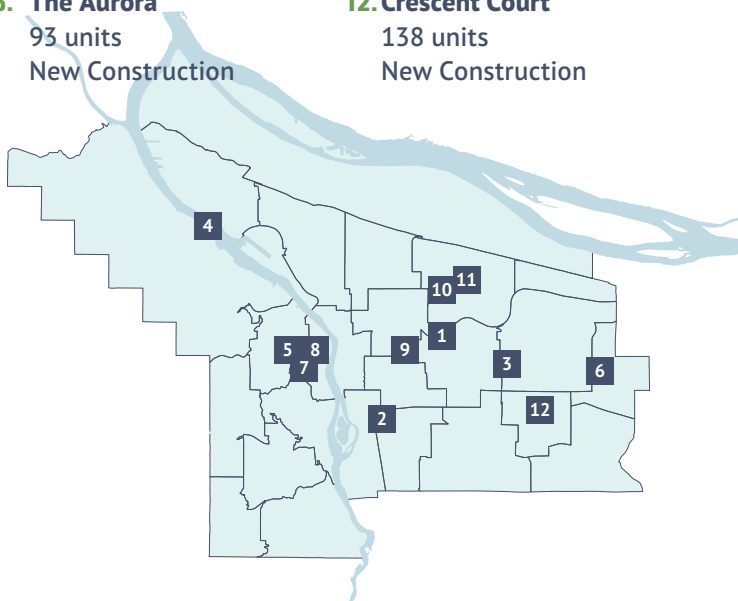 The Aurora
93 units
New Construction
12. Crescent Court
138 units
New Construction
4
11
10
1
5
8
9
7
3
6
12
2